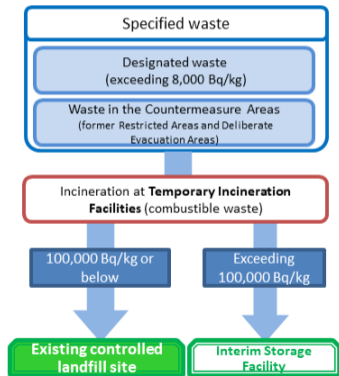 Specified waste
Designated waste
(exceeding 8,000 Bq/kg)
Waste in the Countermeasure Areas
(former Restricted Areas and Deliberate
Evacuation Areas)
Incineration at Temporary Incineration
Facilities (combustible waste)
100,000 Bq/kg or
below
Exceeding
100,000 Bq/kg
Existing controlled
landfill site
Interim Storage
Facility